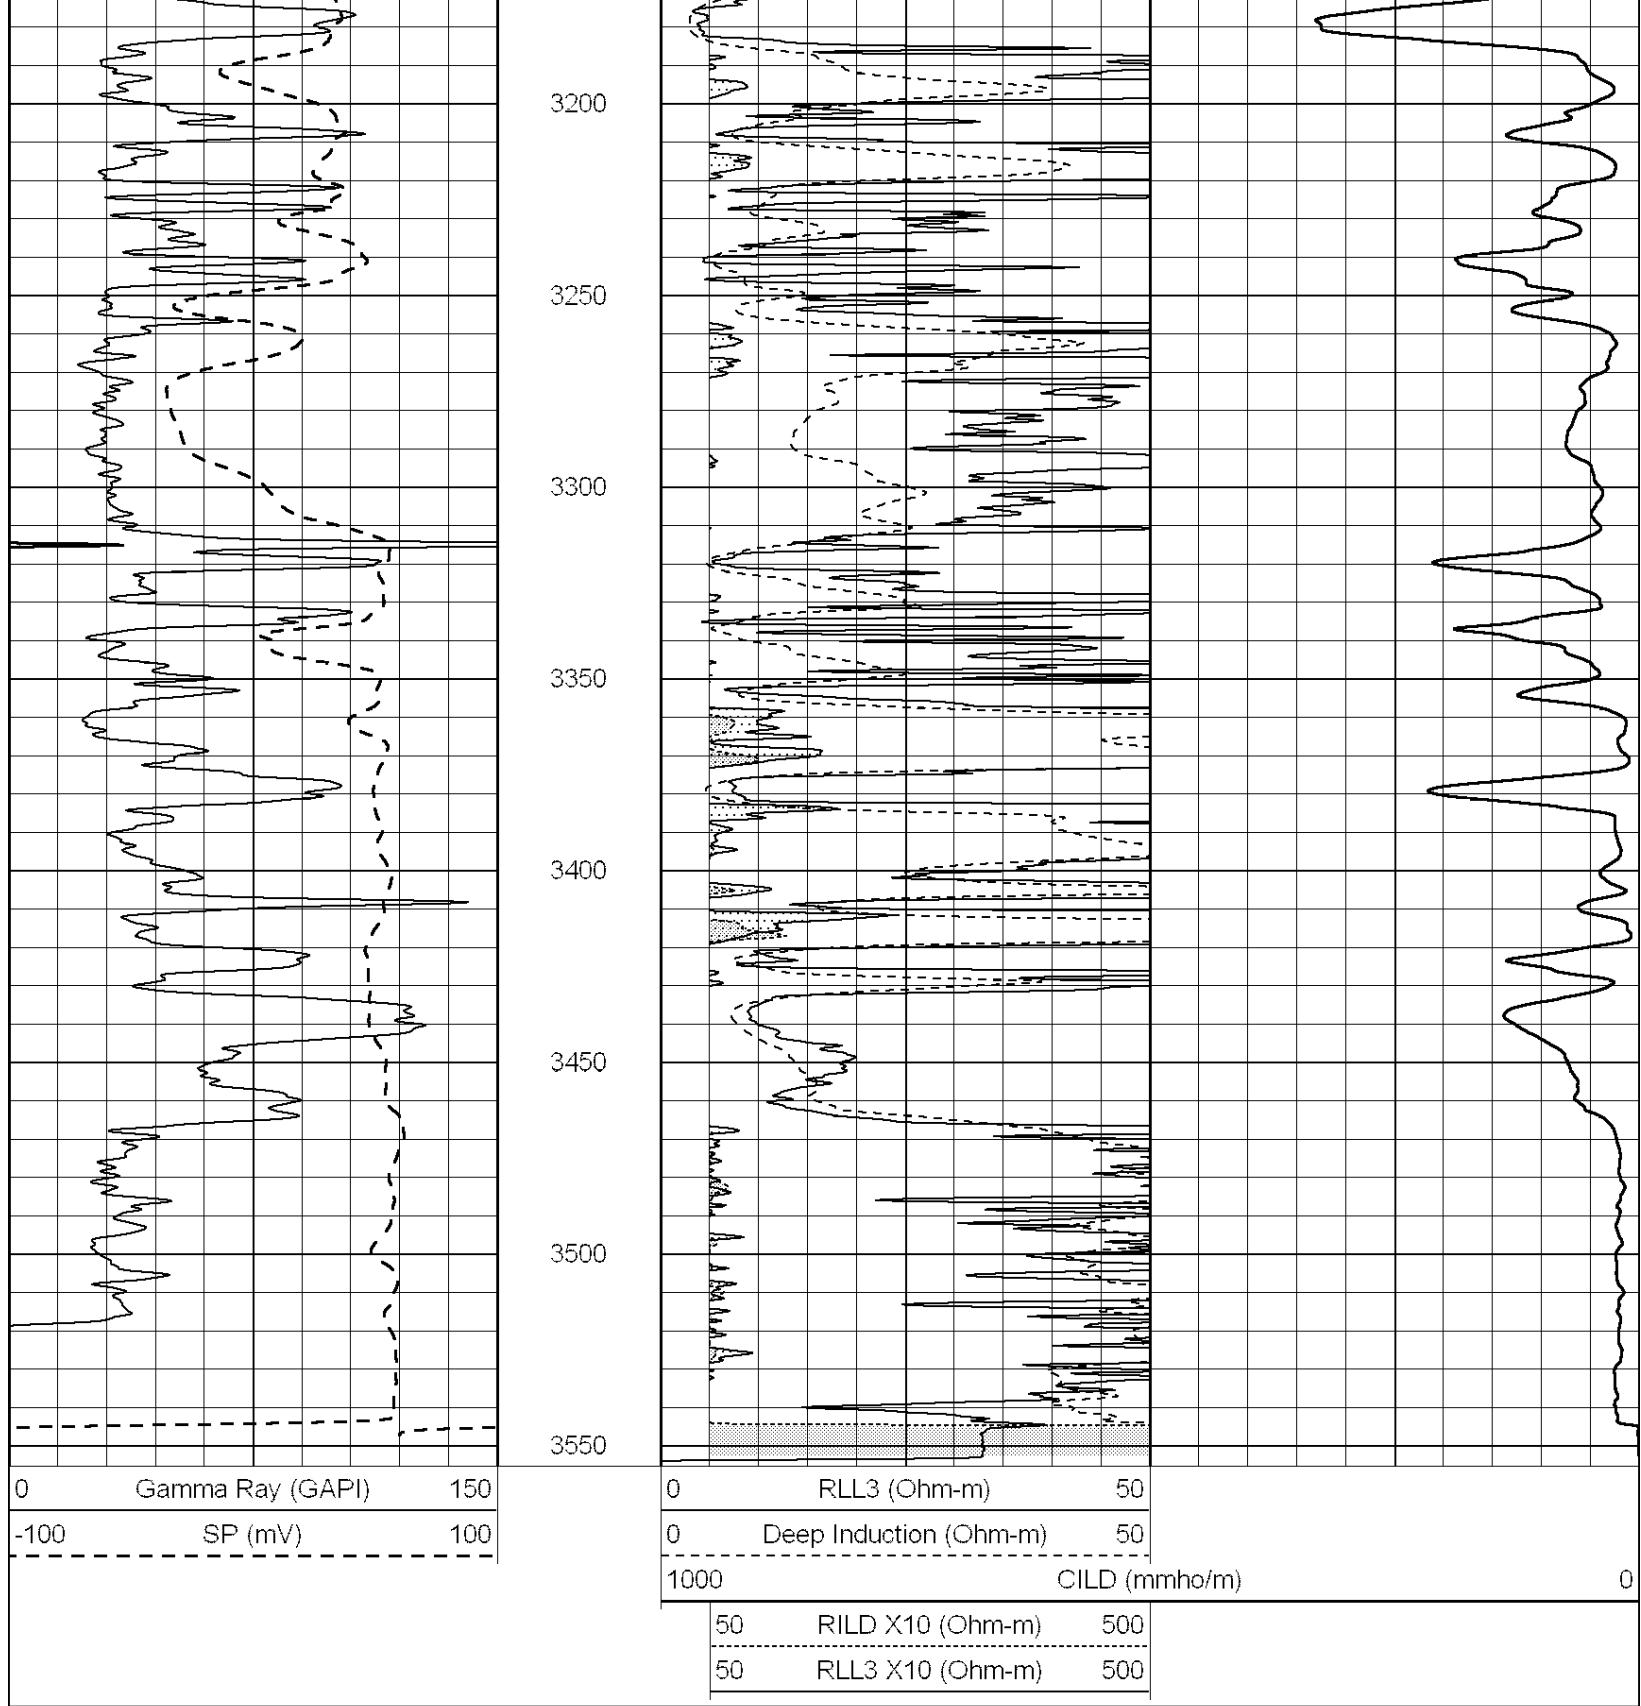 3200
3250
3300
3350
3400
3450
3500
3550
0 Gamma Ray (GAPI) 150
-100 SP (mV) 100
0 RLL3 (Ohm-m) 50
0 Deep Induction (Ohm-m) 50
1000 CILD (mmho/m) 0
50 RILD X10 (Ohm-m) 500
50 RLL3 X10 (Ohm-m) 500